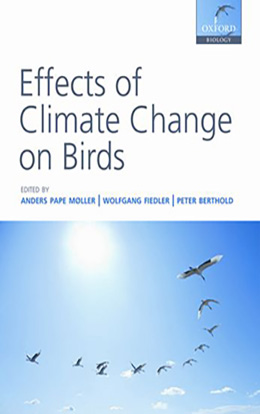 OXFORD
BIOLOGY
Effects of
Climate Change
on Birds
EDITED BY
ANDERS PAPE MØLLER | WOLFGANG FIEDLER | PETER BERTHOLD